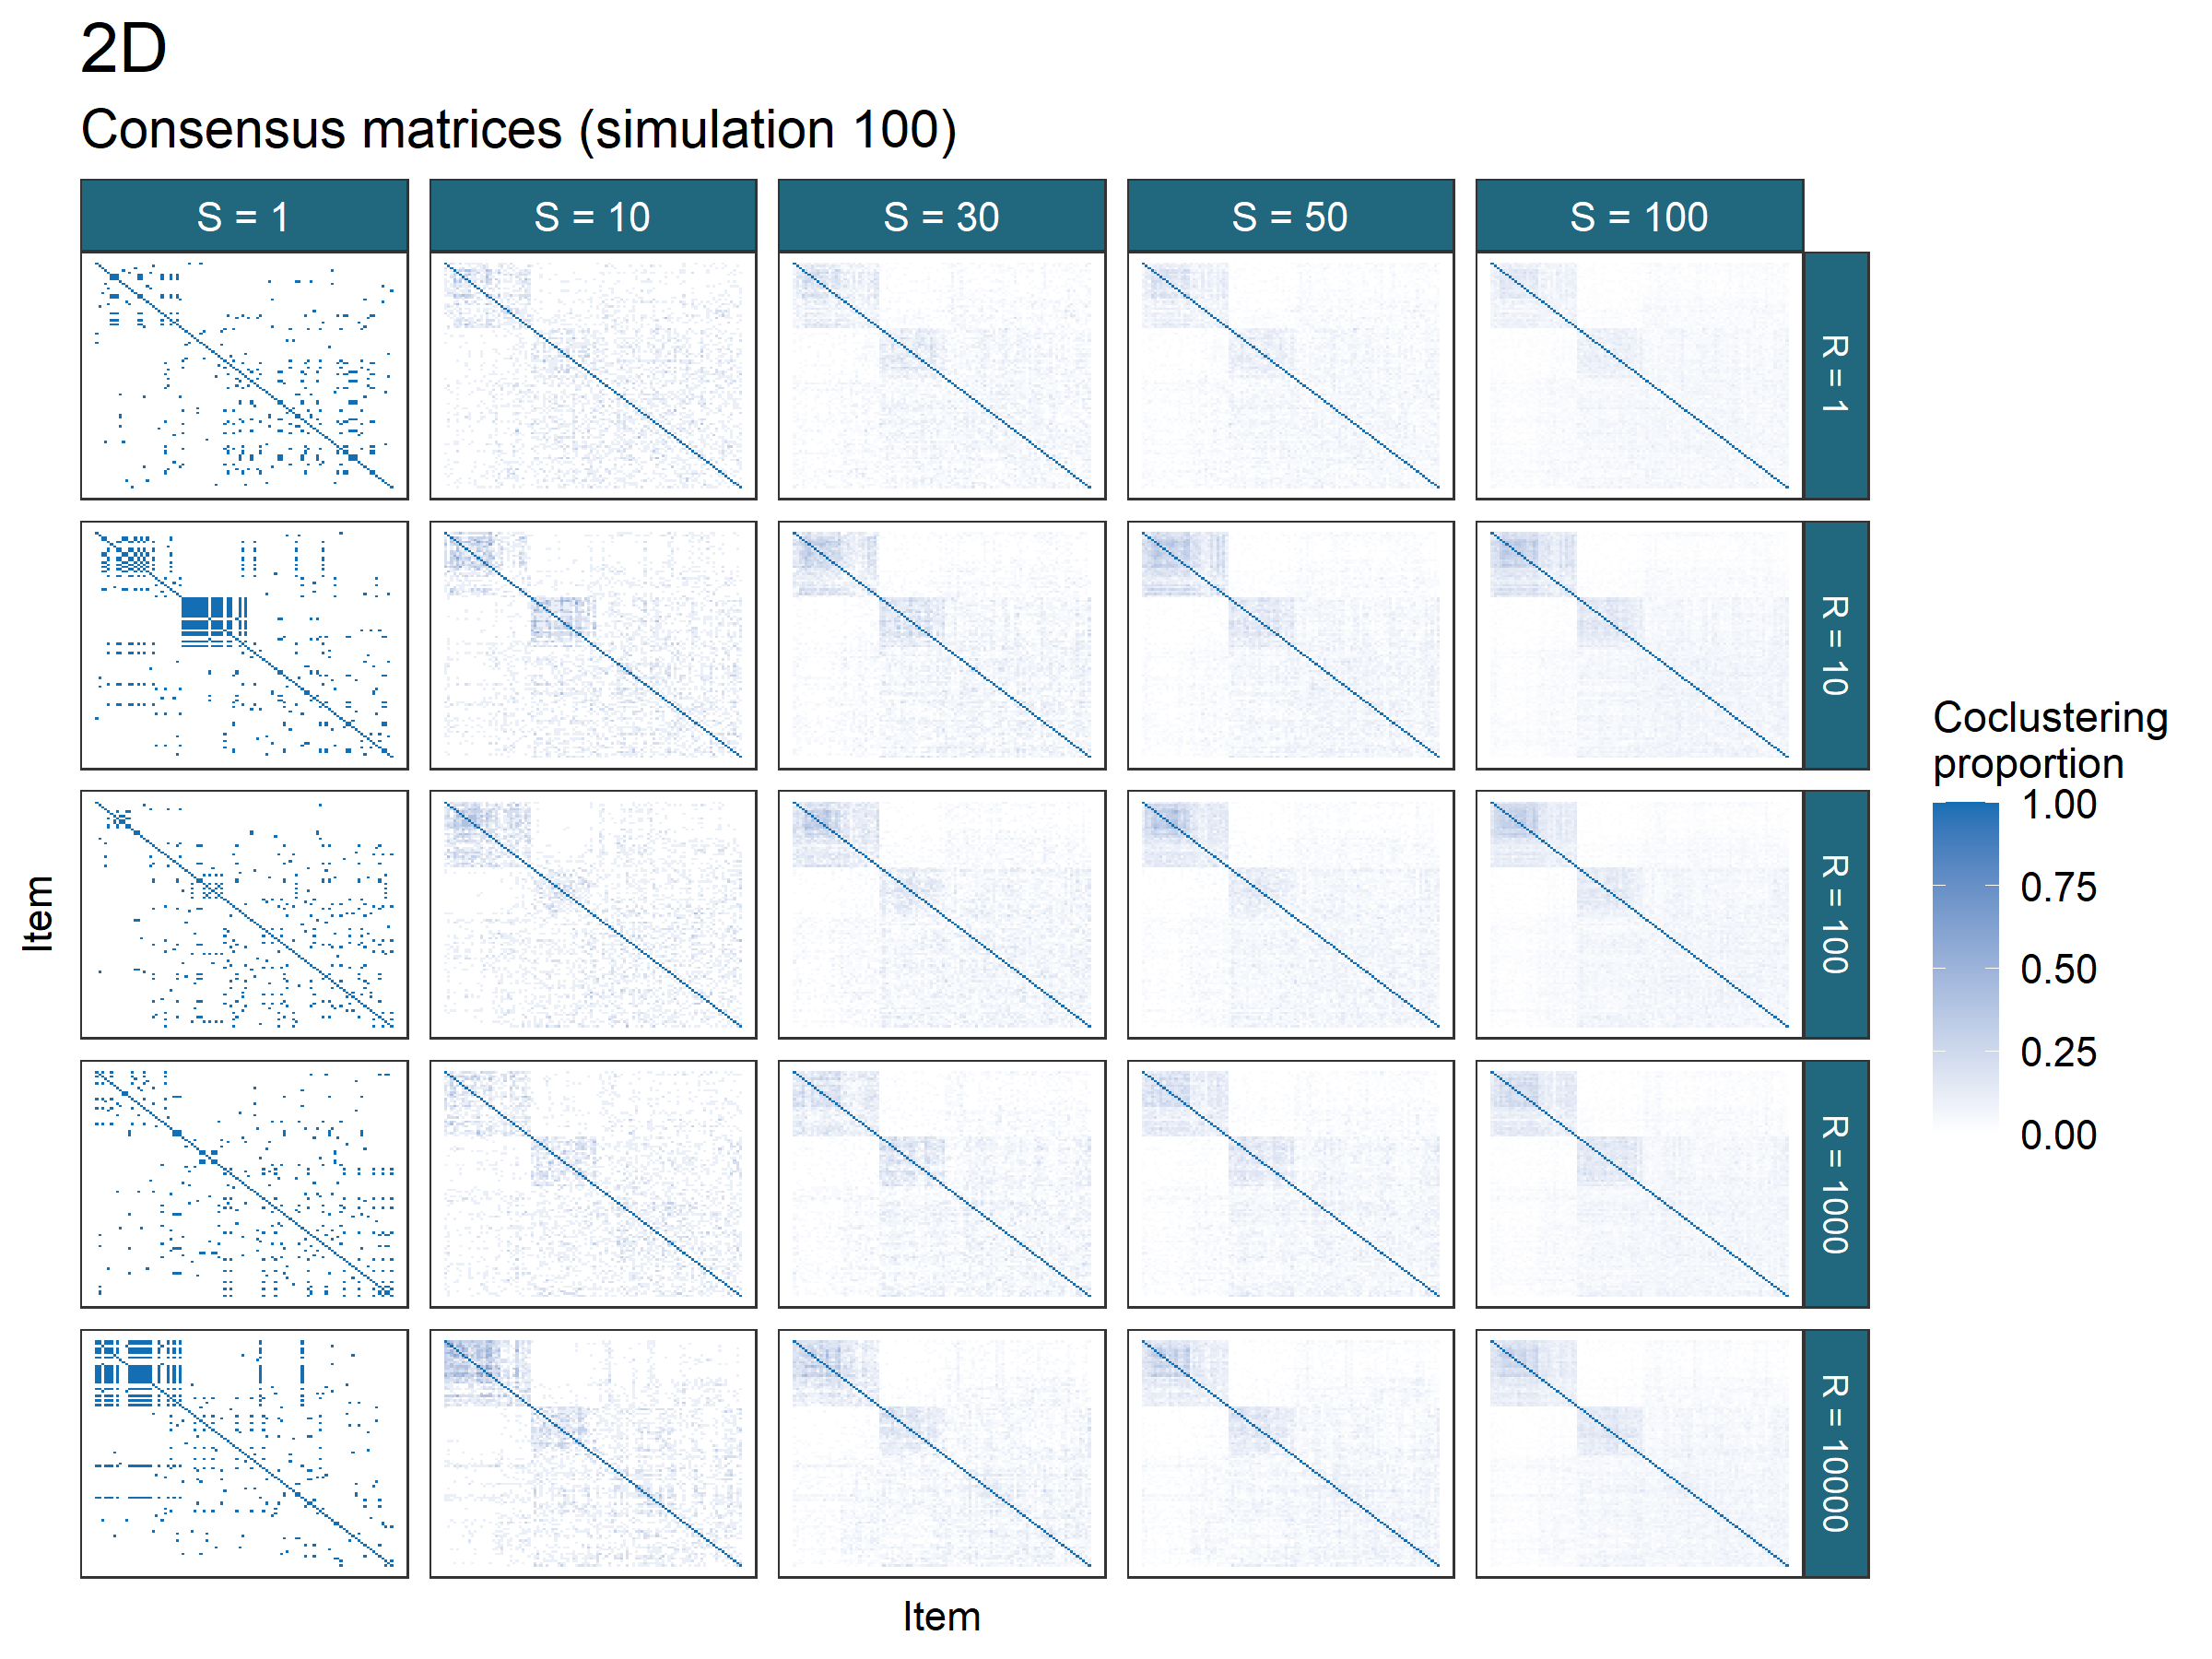 2D
Consensus matrices (simulation 100)
S = 1
S = 10
S = 30
S = 50
S = 100
R = 1
R = 10
R = 100
R = 1000
R = 10000
Item
Item
Coclustering
proportion
1.00
0.75
0.50
0.25
0.00